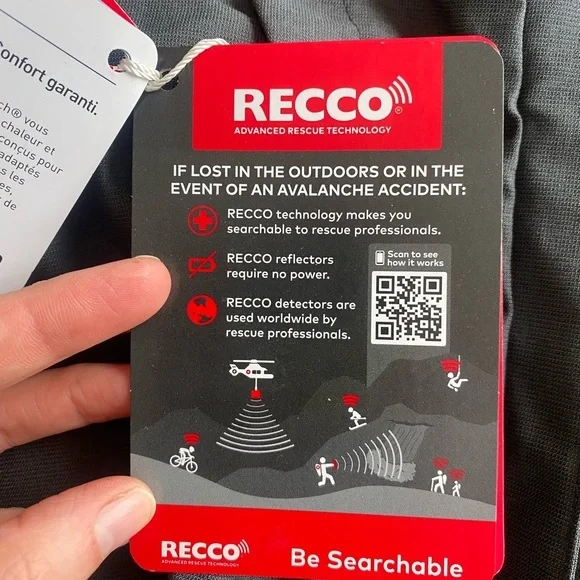 onfort garanti.
ch® vous
chaleur et
conçus pour
adaptés
s les
es,
t de
RECCO®
ADVANCED RESCUE TECHNOLOGY
IF LOST IN THE OUTDOORS OR IN THE
EVENT OF AN AVALANCHE ACCIDENT:
RECCO technology makes you
searchable to rescue professionals.
RECCO reflectors
require no power.
Scan to see
how it works
RECCO detectors are
used worldwide by
rescue professionals.
RECCO
ADVANCED RESCUE TECHNOLOGY
Be Searchable